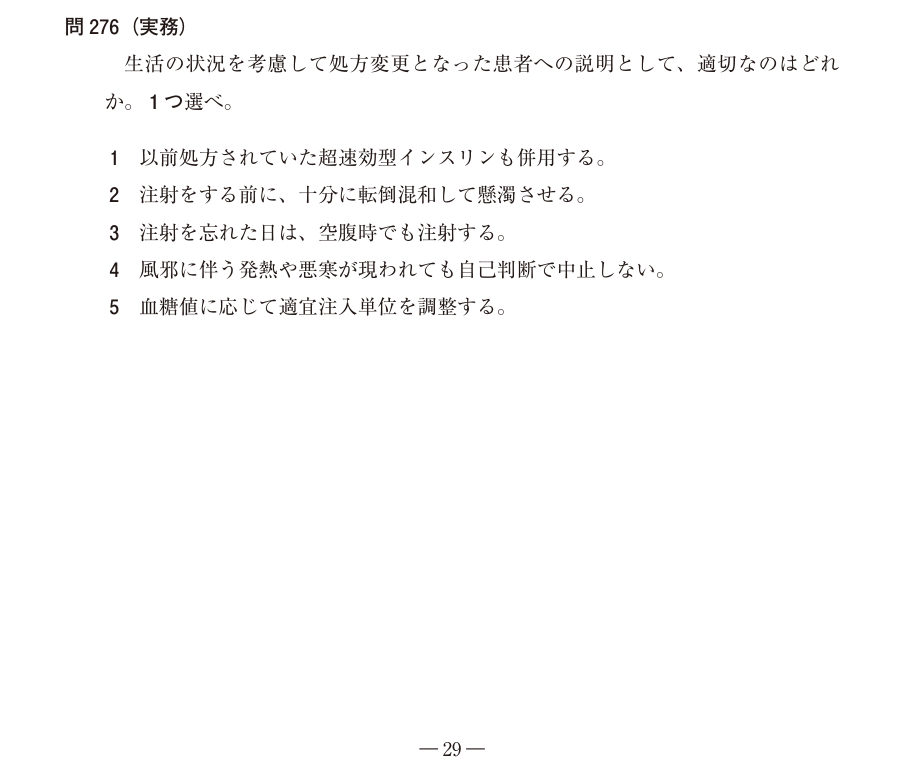 問 276（実務）
生活の状況を考慮して処方変更となった患者への説明として、適切なのはどれ
か。1つ選べ。
1 以前処方されていた超速効型インスリンも併用する。
2 注射をする前に、十分に転倒混和して懸濁させる。
3 注射を忘れた日は、空腹時でも注射する。
4 風邪に伴う発熱や悪寒が現われても自己判断で中止しない。
5 血糖値に応じて適宜注入単位を調整する。
― 29 ―